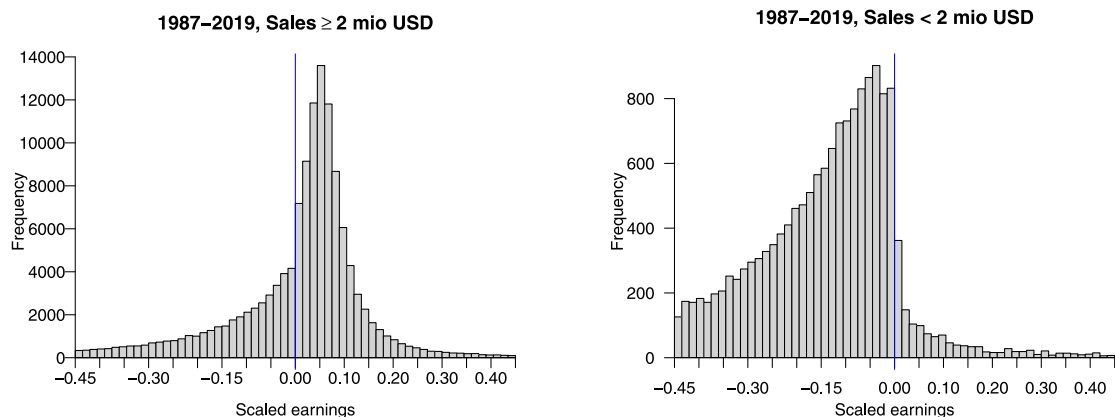 1987−2019, Sales ≥ 2 mio USD
Frequency
14000
12000
10000
8000
6000
4000
2000
0
−0.45 −0.30 0.00 0.10 0.20 0.30 0.40
Scaled earnings
1987−2019, Sales < 2 mio USD
Frequency
800
600
400
200
0
−0.45 −0.30 −0.15 0.00 0.10 0.20 0.30 0.40
Scaled earnings